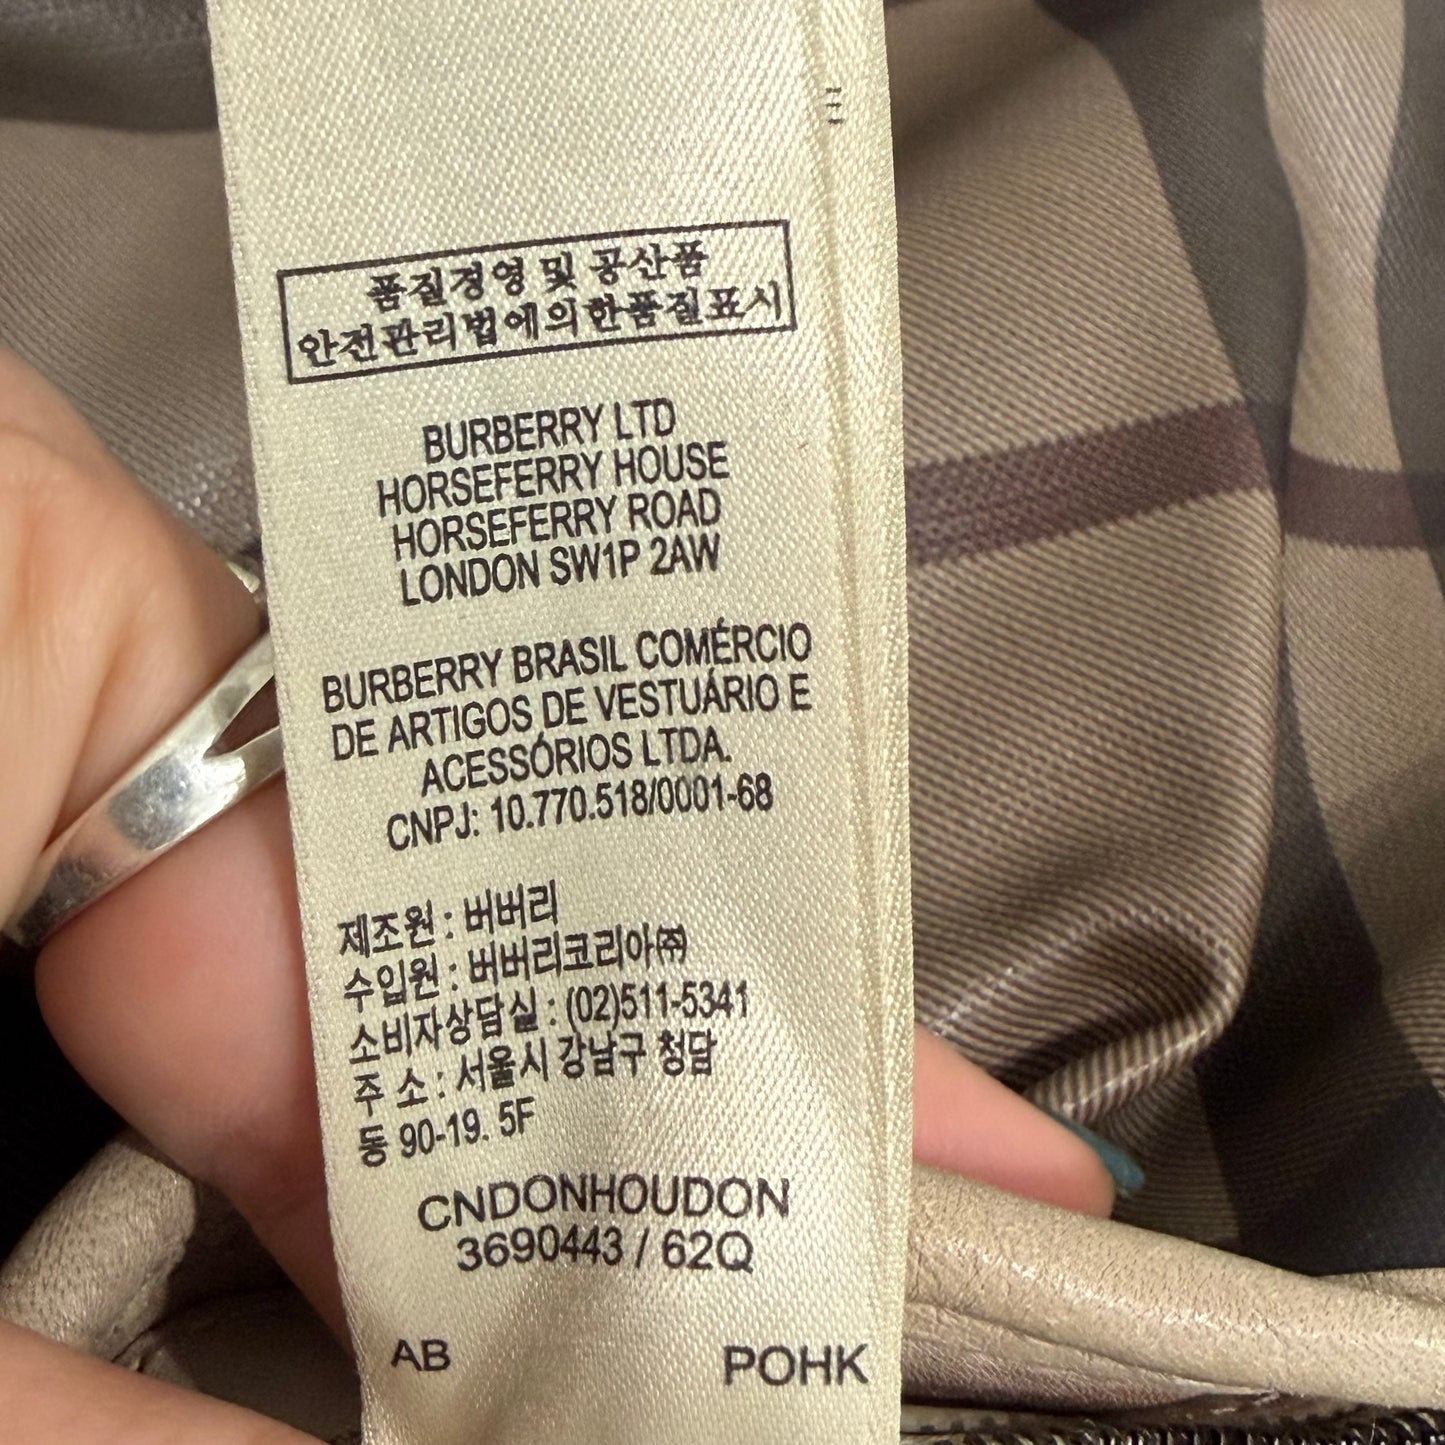 품질경영 및 공산품
안전관리법에의한품질표시
BURBERRY LTD
HORSEFERRY HOUSE
HORSEFERRY ROAD
LONDON SW1P 2AW
BURBERRY BRASIL COMÉRCIO
DE ARTIGOS DE VESTUÁRIO E
ACESSÓRIOS LTDA.
CNPJ: 10.770.518/0001-68
제조원 : 버버리
수입원 : 버버리코리아㈜
소비자상담실 : (02)511-5341
주 소 : 서울시 강남구 청담
동 90-19. 5F
CNDONHOUDON
3690443 / 62Q
AB POHK